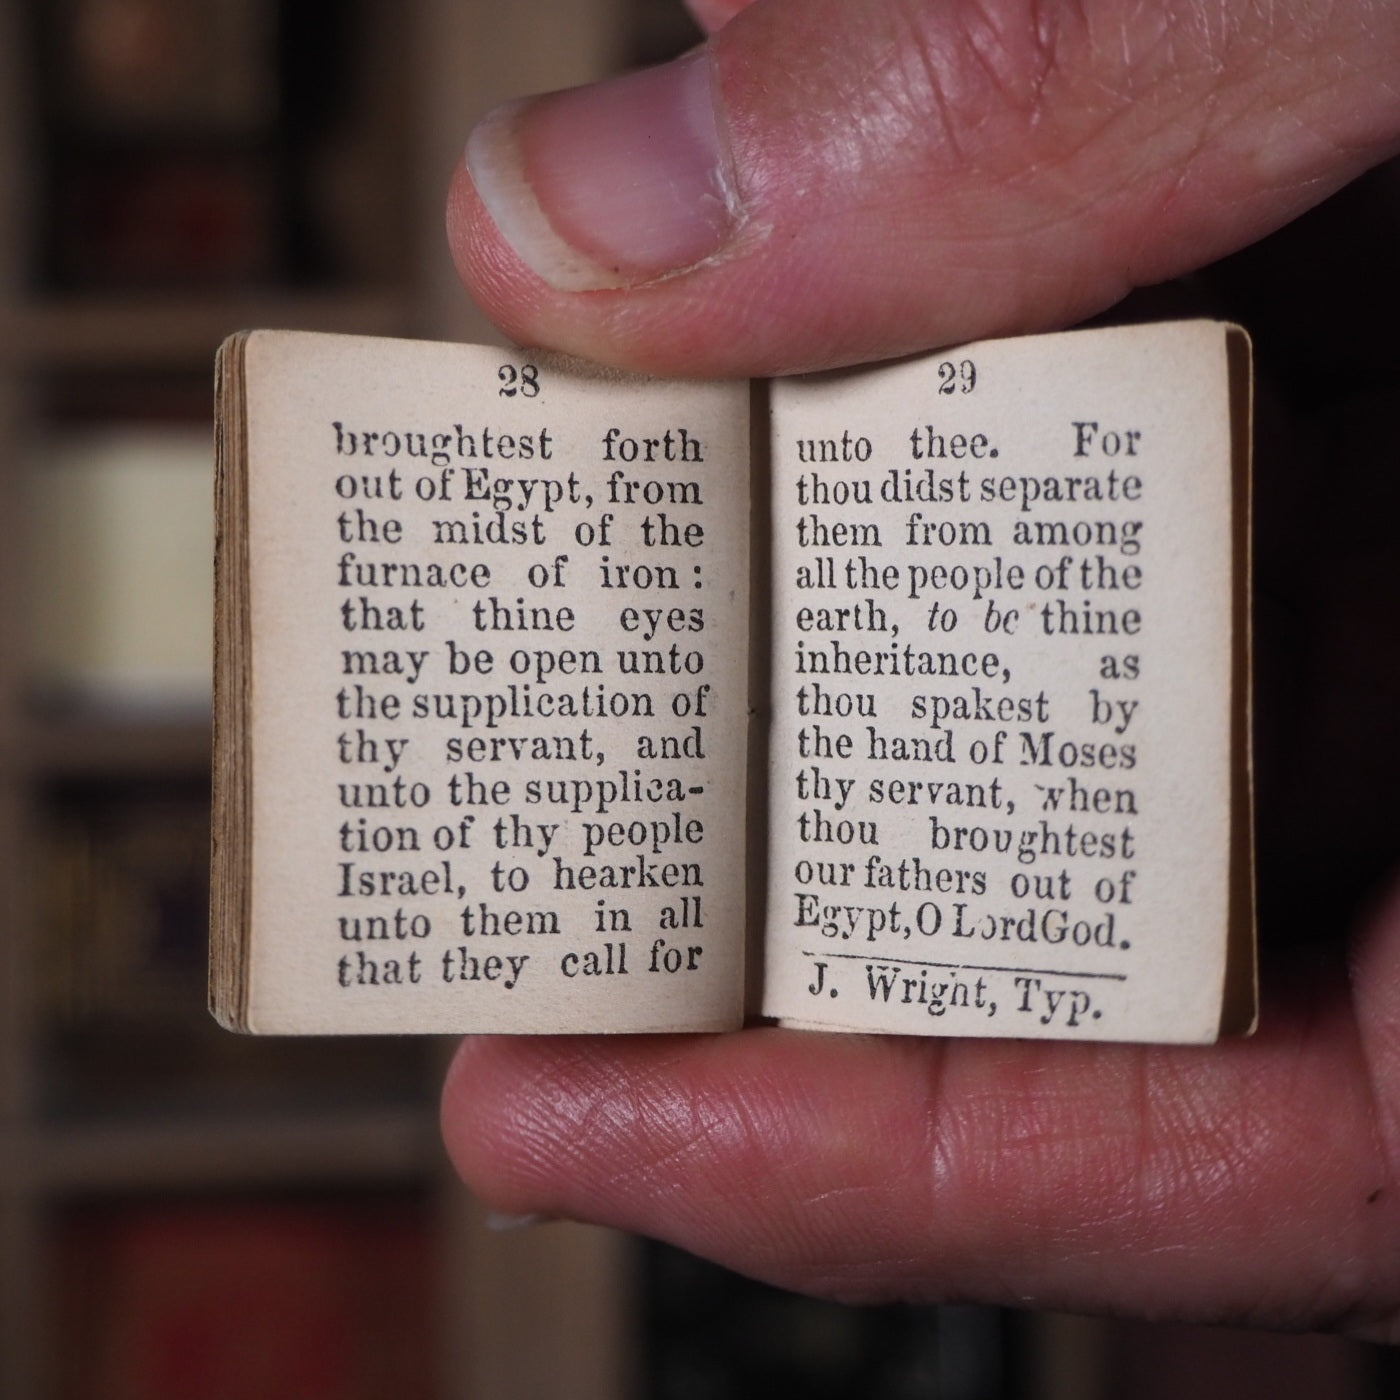 28
broughtest forth
out of Egypt, from
the midst of the
furnace of iron :
that thine eyes
may be open unto
the supplication of
thy servant, and
unto the supplica-
tion of thy people
Israel, to hearken
unto them in all
that they call for
29
unto thee. For
thou didst separate
them from among
all the people of the
earth, to be thine
inheritance, as
thou spakest by
the hand of Moses
thy servant, when
thou broughtest
our fathers out of
Egypt,O LordGod.
J. Wright, Typ.